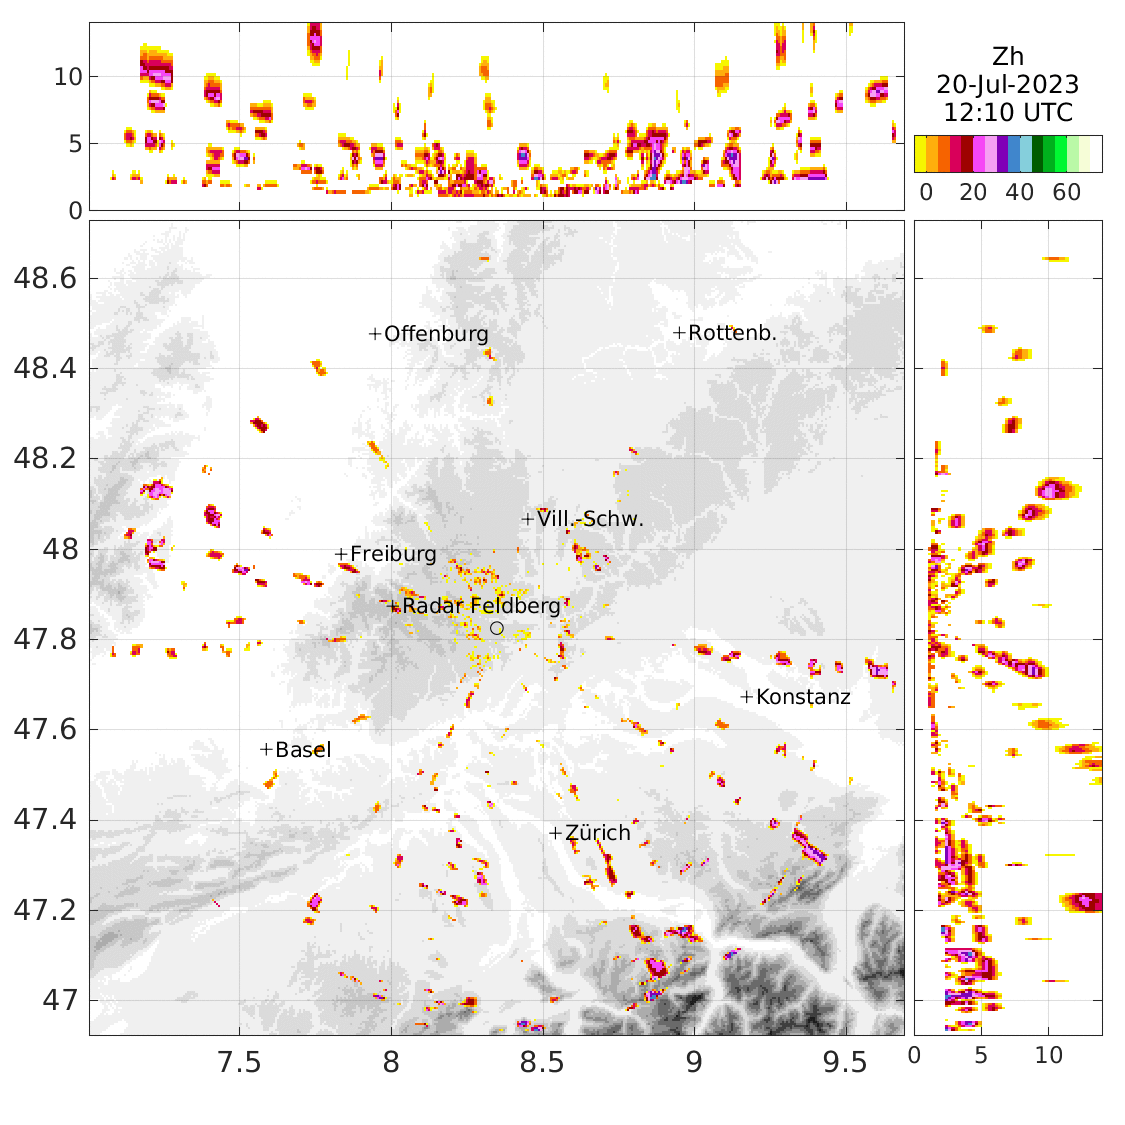 Zh
20-Jul-2023
12:10 UTC
0 20 40 60
10
5
0
48.6
48.4
48.2
48
47.8
47.6
47.4
47.2
47
+Offenburg
+Rottenb.
+Vill.-Schw.
+Freiburg
+Radar Feldberg
+Konstanz
+Basel
+Zürich
7.5 8 8.5 9 9.5
0 5 10